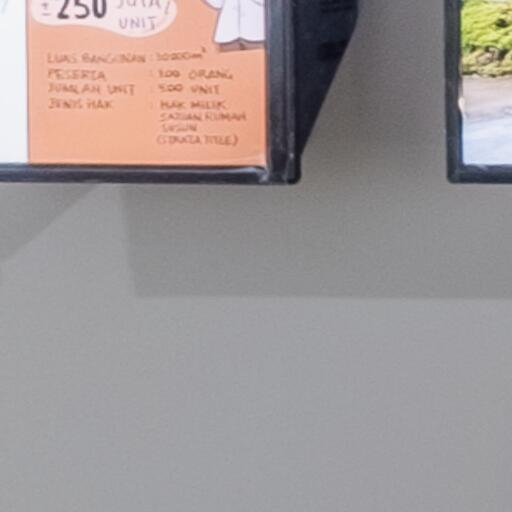 ± 250 JUTA/
UNIT
LUAS BANGUNAN : 30000m²
PESERTA : 300 ORANG
JUMLAH UNIT : 500 UNIT
JENIS HAK : HAK MILIK
SATUAN RUMAH
SUSUN
(STRATA TITLE)